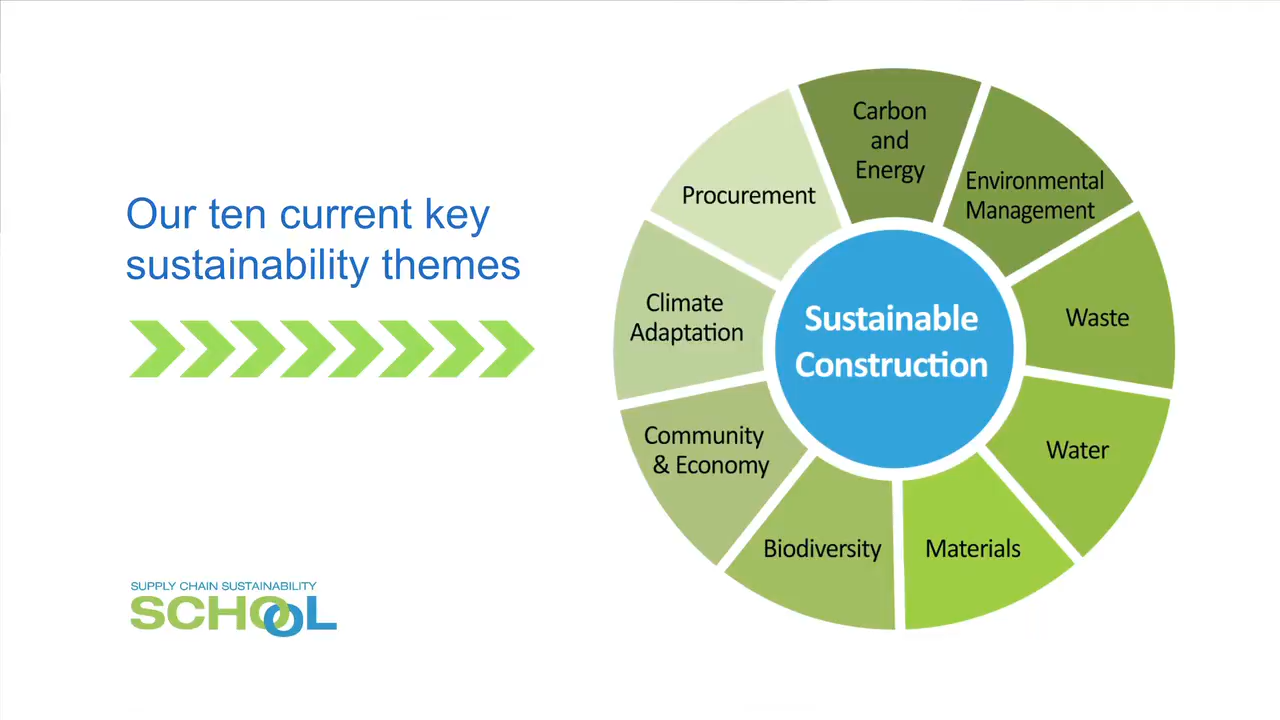 Our ten current key
sustainability themes
SUPPLY CHAIN SUSTAINABILITY
SCHOOL
Sustainable
Construction
Carbon
and
Energy
Environmental
Management
Waste
Water
Materials
Biodiversity
Community
& Economy
Climate
Adaptation
Procurement